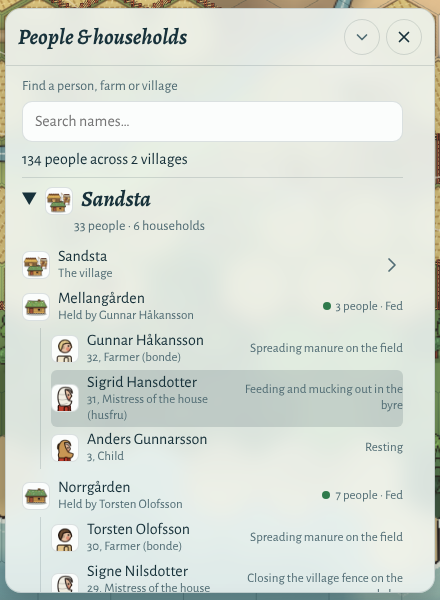 People & households
Find a person, farm or village
Search names...
134 people across 2 villages
Sandsta
33 people · 6 households
Sandsta
The village
Mellangården
Held by Gunnar Håkansson
3 people · Fed
Gunnar Håkansson
32, Farmer (bonde)
Spreading manure on the field
Sigrid Hansdotter
31, Mistress of the house
(husfru)
Feeding and mucking out in the
byre
Anders Gunnarsson
3, Child
Resting
Norrgården
Held by Torsten Olofsson
7 people · Fed
Torsten Olofsson
30, Farmer (bonde)
Spreading manure on the field
Signe Nilsdotter
29, Mistress of the house
Closing the village fence on the